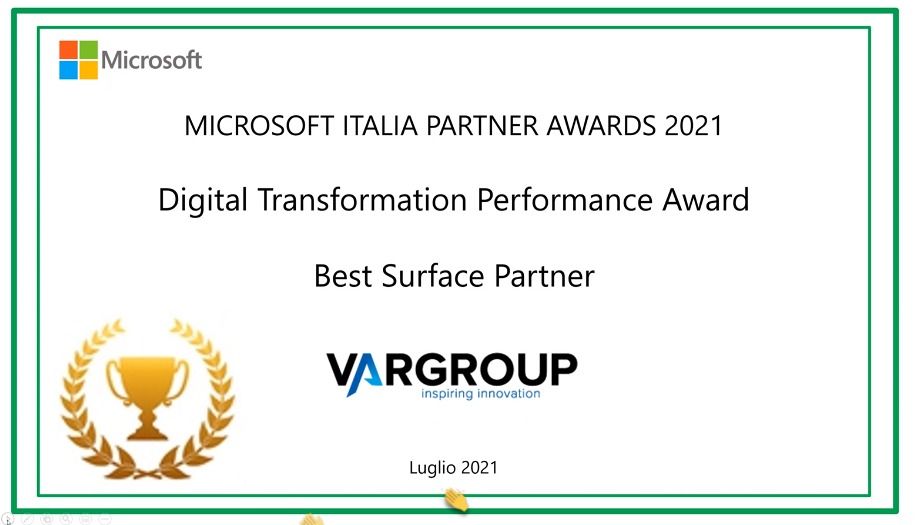 Microsoft
MICROSOFT ITALIA PARTNER AWARDS 2021
Digital Transformation Performance Award
Best Surface Partner
VARGROUP
inspiring innovation
Luglio 2021